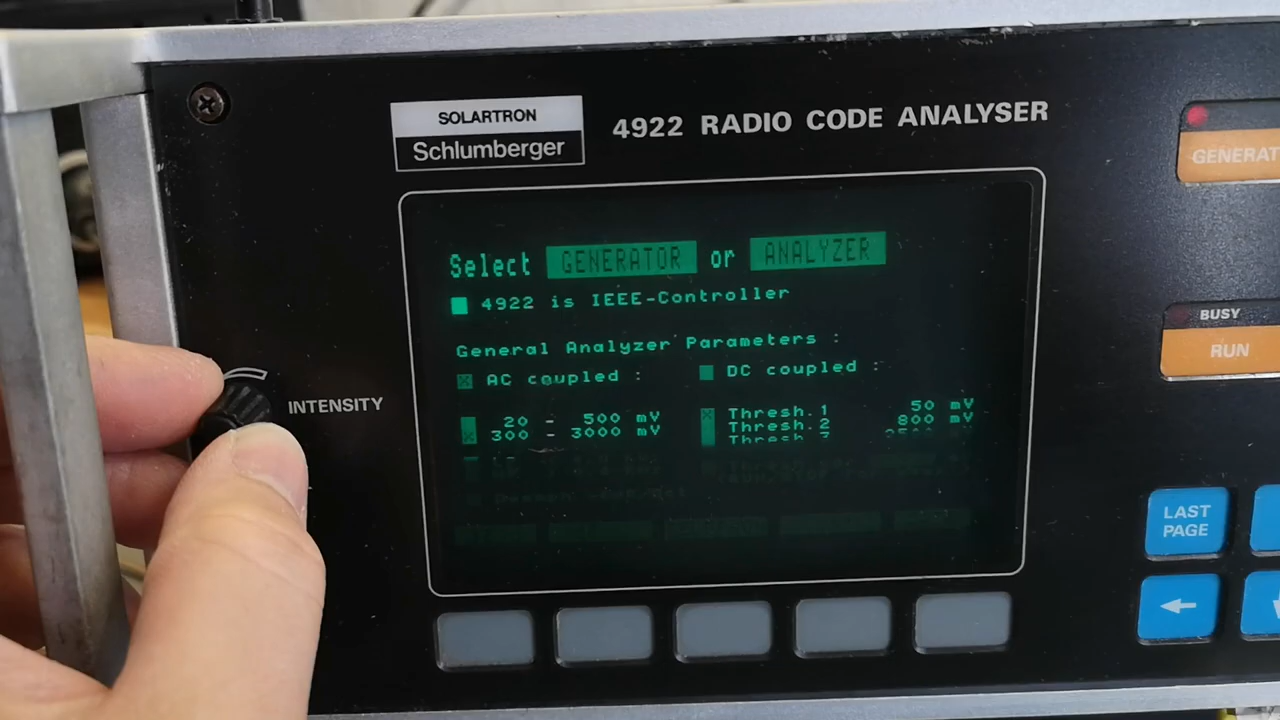 SOLARTRON
Schlumberger
4922 RADIO CODE ANALYSER
GENERAT
Select GENERATOR or ANALYZER
4922 is IEEE-Controller
General Analyzer Parameters :
AC coupled :
DC coupled :
20 - 500 mV
300 - 3000 mV
Thresh.1 50 mV
Thresh.2 800 mV
INTENSITY
BUSY
RUN
LAST
PAGE